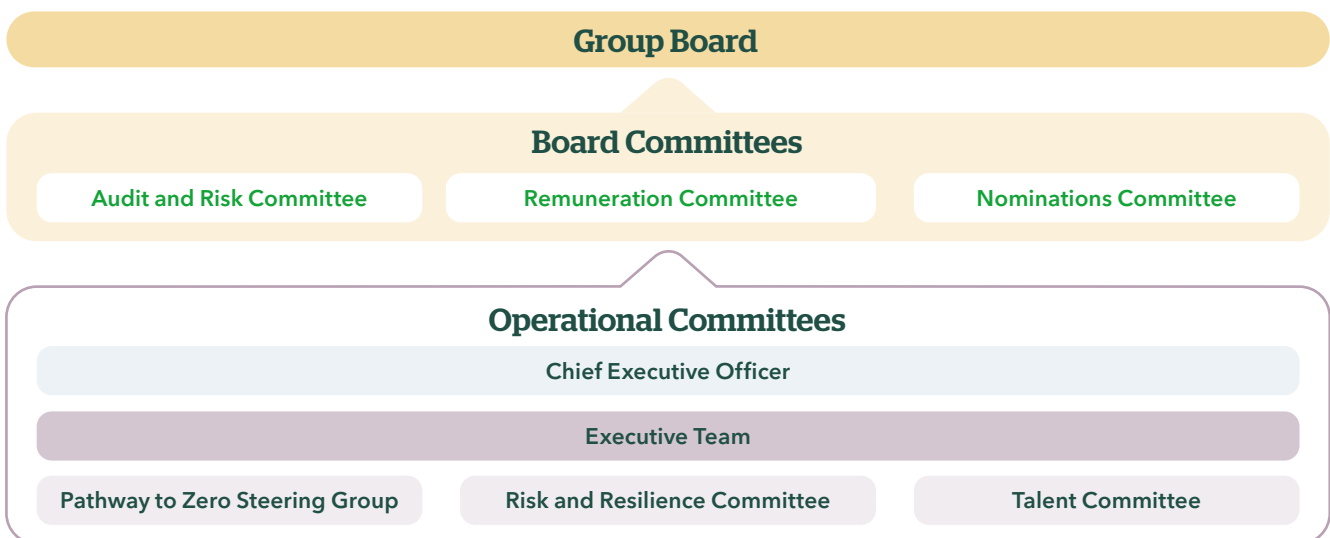 Group Board
Board Committees
Audit and Risk Committee
Remuneration Committee
Nominations Committee
Operational Committees
Chief Executive Officer
Executive Team
Pathway to Zero Steering Group
Risk and Resilience Committee
Talent Committee